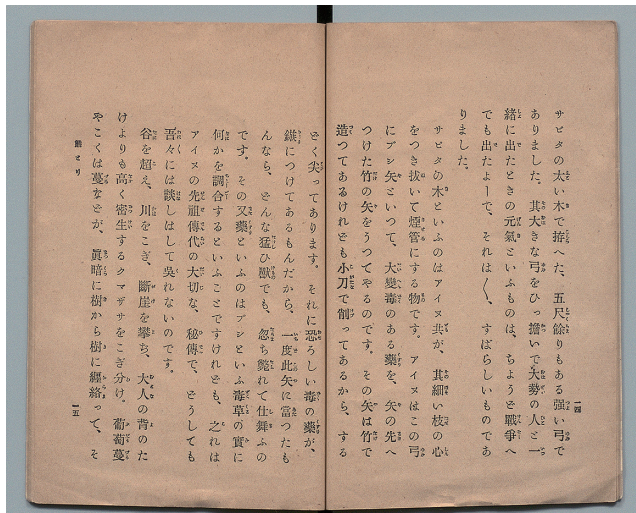 サビタの太い木で拵へた、五尺餘りもある强い弓で
ありました。其大きな弓をひつ擔いで大勢の人と一
緖に出たときの元氣といふものは、ちようど戰爭へ
でも出たよーで、それは〱、すばらしいものであ
りました。
サビタの木といふのはアイヌ共が、其細い枝の心
をつき拔いて煙管にする物です。アイヌはこの弓
にブシ矢といつて、大變毒のある藥を、矢の先へ
つけた竹の矢をうつてやるのです。その矢は竹で
造つてあるけれども小刀で削つてあるから、する
一四
どく尖つてあります。それに恐ろしい毒の藥が、
鏃につけてあるもんだから、一度此矢に當つたも
んなら、どんな猛ひ獸でも、忽ち斃れて仕舞ふの
です。その又藥といふのはブシといふ毒草の實に
何かを調合するといふことですけれども、之れは
アイヌの先祖傳代の大切な、秘傳で、どうしても
吾々には談しはして吳れないのです。
谷を超え、川をこぎ、斷崖を攀ち、大人の背のた
けよりも高く密生するクマザサをこぎ分け、葡萄蔓
やこくは蔓などが、眞暗に樹から樹に纒絡つて、そ
熊とり
一五